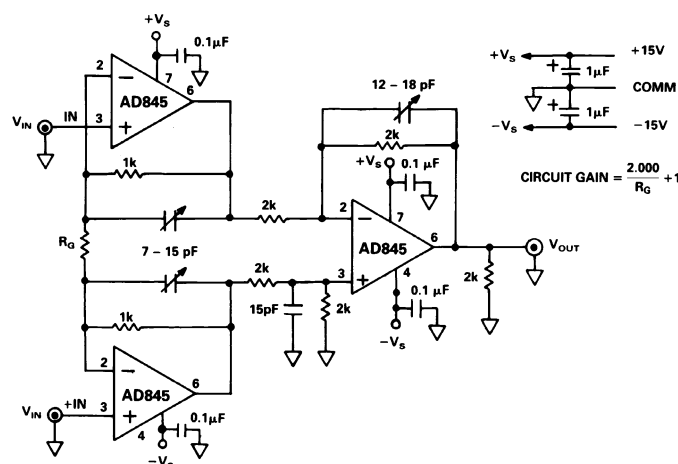 +VS
0.1µF
2
7
6
AD845
VIN
IN
3
1k
RG
7 – 15 pF
2k
2k
15pF
2k
1k
2
6
AD845
VIN
+IN
3
4
0.1µF
−VS
12 – 18 pF
2k
+VS
0.1 µF
2
7
AD845
6
3
4
0.1 µF
−VS
VOUT
2k
+VS
+15V
1µF
COMM
1µF
−VS
−15V
CIRCUIT GAIN = 2.000 / RG + 1